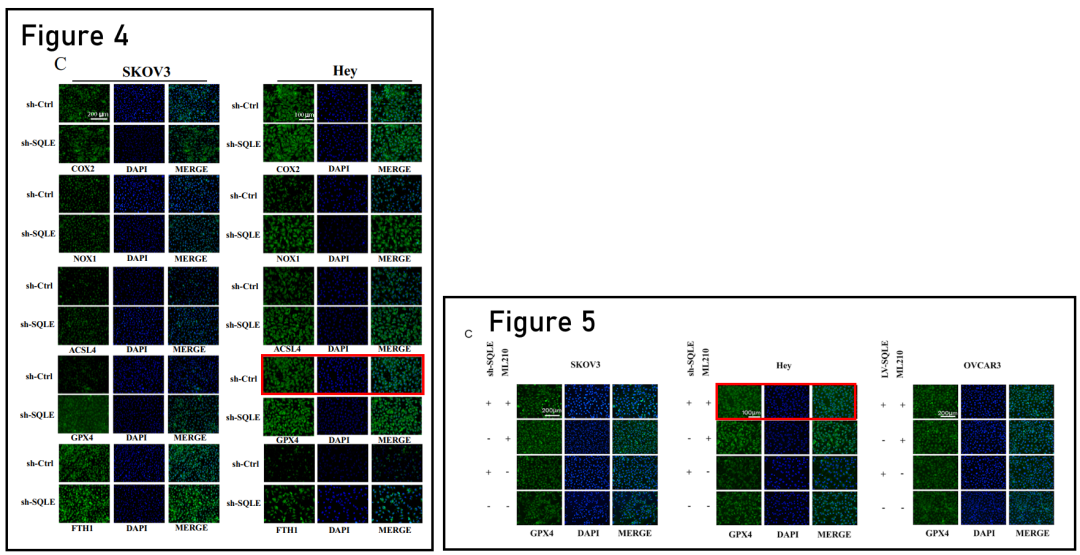 Figure 4
C
SKOV3 Hey
sh-Ctrl sh-Ctrl
200 μm 100 μm
sh-SQLE sh-SQLE
COX2 DAPI MERGE COX2 DAPI MERGE
sh-Ctrl sh-Ctrl
sh-SQLE sh-SQLE
NOX1 DAPI MERGE NOX1 DAPI MERGE
sh-Ctrl sh-Ctrl
sh-SQLE sh-SQLE
ACSL4 DAPI MERGE ACSL4 DAPI MERGE
sh-Ctrl sh-Ctrl
sh-SQLE sh-SQLE
GPX4 DAPI MERGE GPX4 DAPI MERGE
sh-Ctrl sh-Ctrl
sh-SQLE sh-SQLE
FTH1 DAPI MERGE FTH1 DAPI MERGE
C Figure 5
sh-SQLE ML210 SKOV3 sh-SQLE ML210 Hey LV-SQLE ML210 OVCAR3
+ + + + + +
200μm 100μm 200μm
- + - + - +
+ - + - + -
- - - - - -
GPX4 DAPI MERGE GPX4 DAPI MERGE GPX4 DAPI MERGE